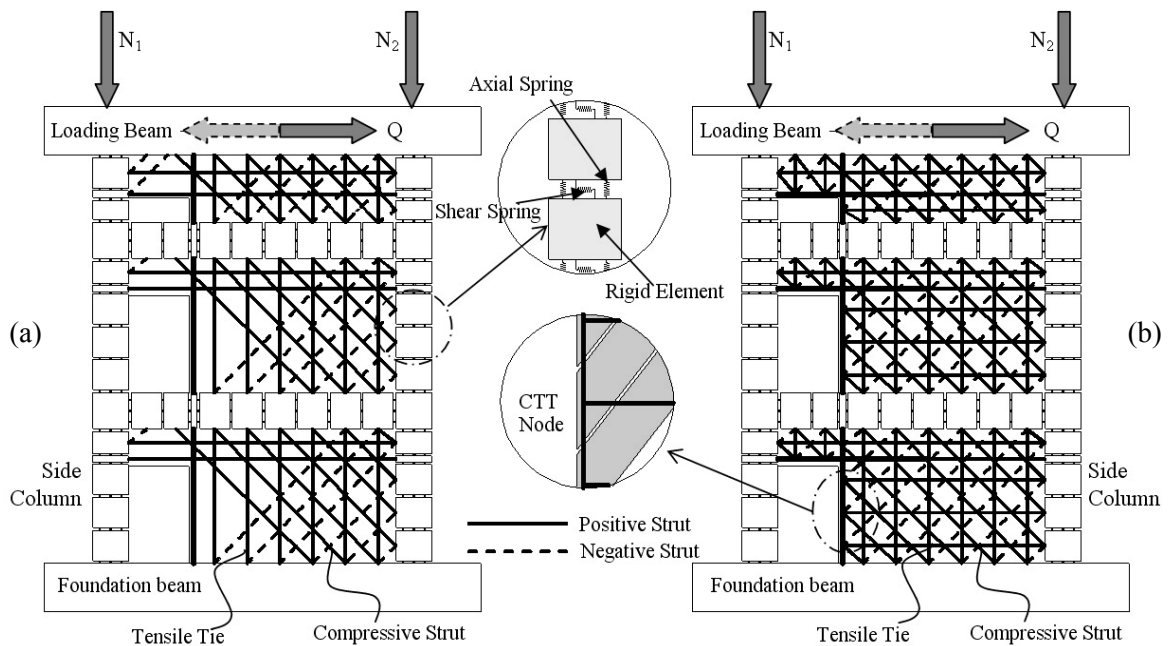 N1
N2
Loading Beam
Q
(a)
Side
Column
Foundation beam
Tensile Tie
Compressive Strut
Axial Spring
Shear Spring
Rigid Element
CTT
Node
Positive Strut
Negative Strut
N1
N2
Loading Beam
Q
(b)
Side
Column
Foundation beam
Tensile Tie
Compressive Strut